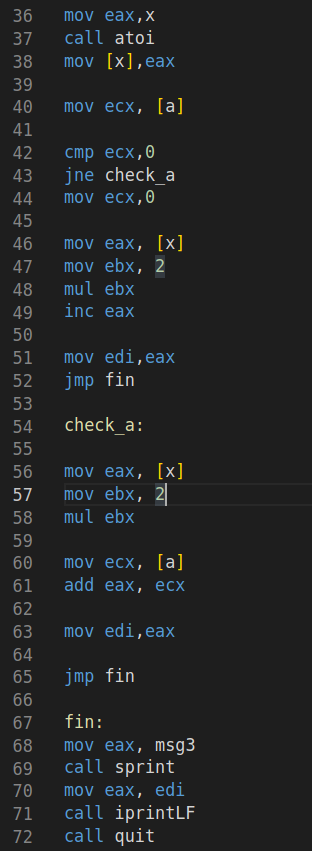 36 mov eax,x
37 call atoi
38 mov [x],eax
39
40 mov ecx, [a]
41
42 cmp ecx,0
43 jne check_a
44 mov ecx,0
45
46 mov eax, [x]
47 mov ebx, 2
48 mul ebx
49 inc eax
50
51 mov edi,eax
52 jmp fin
53
54 check_a:
55
56 mov eax, [x]
57 mov ebx, 2
58 mul ebx
59
60 mov ecx, [a]
61 add eax, ecx
62
63 mov edi,eax
64
65 jmp fin
66
67 fin:
68 mov eax, msg3
69 call sprint
70 mov eax, edi
71 call iprintLF
72 call quit